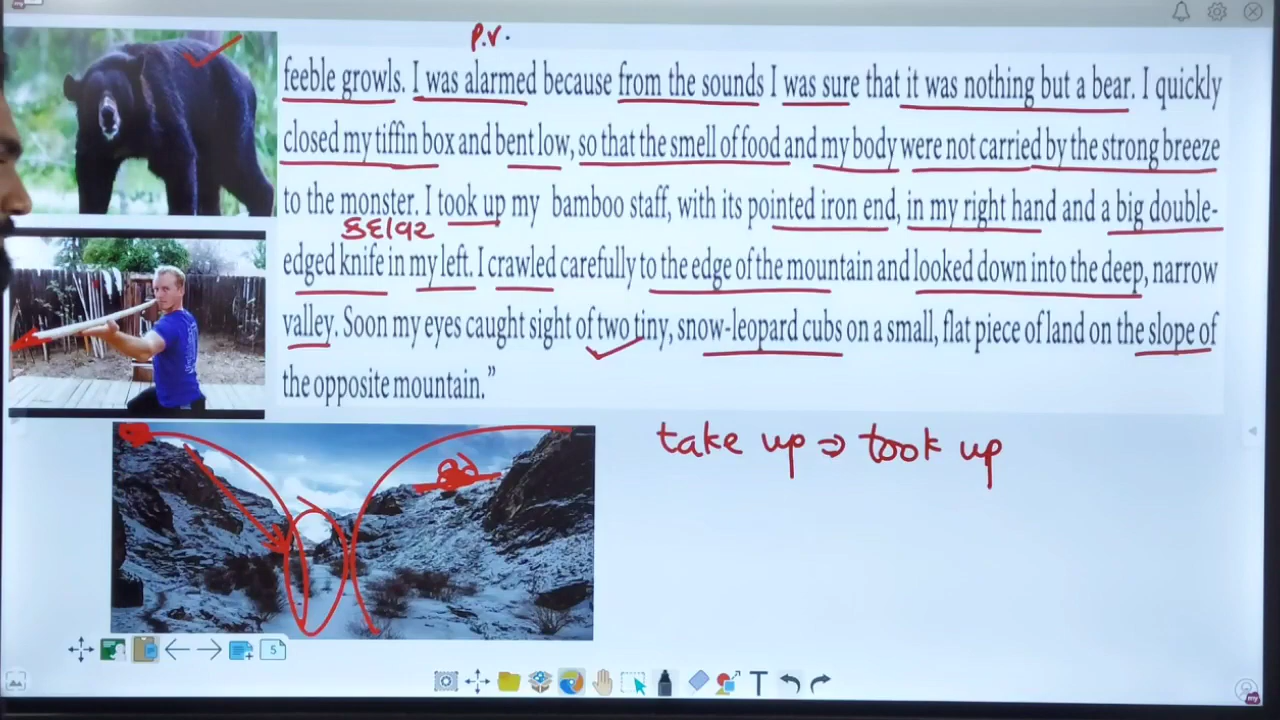 p.v.
feeble growls. I was alarmed because from the sounds I was sure that it was nothing but a bear. I quickly
closed my tiffin box and bent low, so that the smell of food and my body were not carried by the strong breeze
to the monster. I took up my bamboo staff, with its pointed iron end, in my right hand and a big double-
કદાવર
edged knife in my left. I crawled carefully to the edge of the mountain and looked down into the deep, narrow
valley. Soon my eyes caught sight of two tiny, snow-leopard cubs on a small, flat piece of land on the slope of
the opposite mountain.”
take up ⇒ took up
5